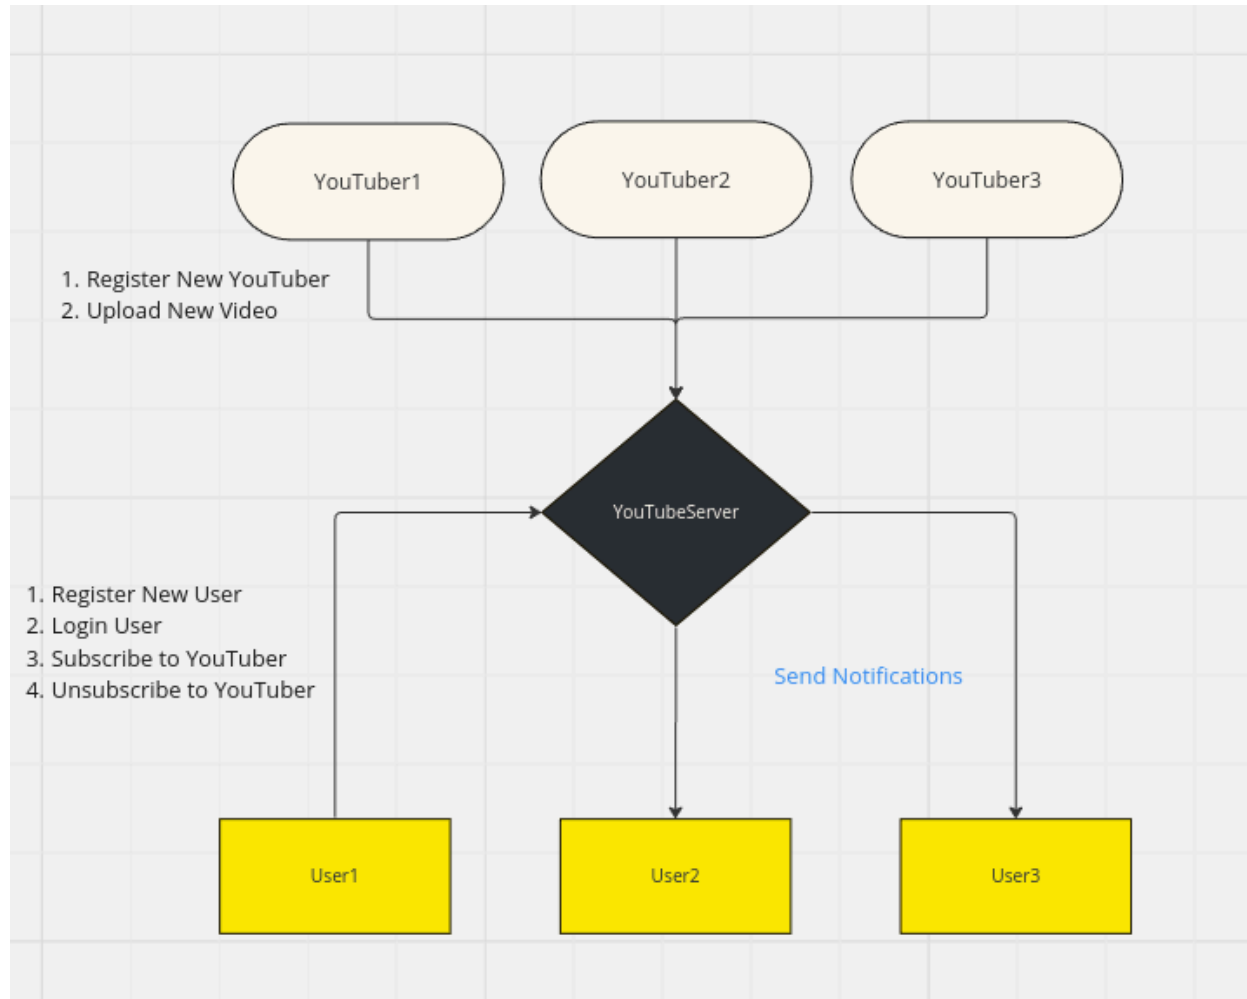 YouTuber1
YouTuber2
YouTuber3
1. Register New YouTuber
2. Upload New Video
YouTubeServer
1. Register New User
2. Login User
3. Subscribe to YouTuber
4. Unsubscribe to YouTuber
Send Notifications
User1
User2
User3